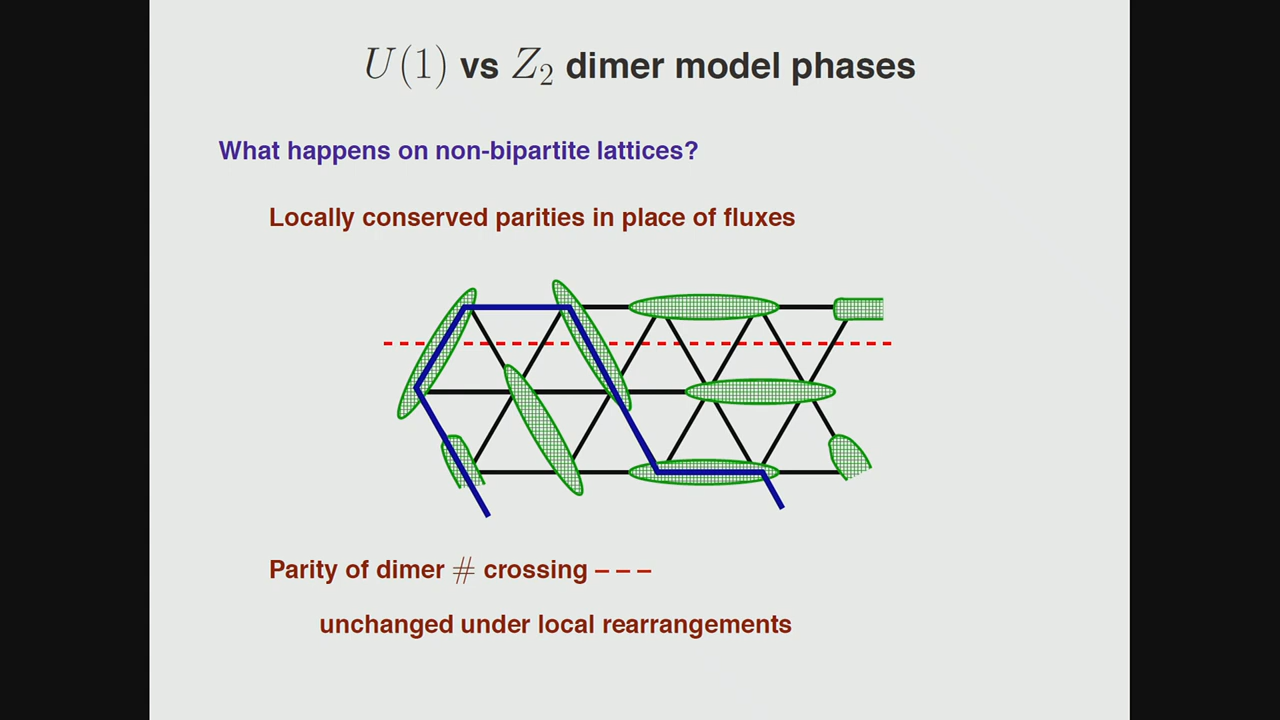 U(1) vs Z₂ dimer model phases
What happens on non-bipartite lattices?
Locally conserved parities in place of fluxes
Parity of dimer # crossing – – –
unchanged under local rearrangements